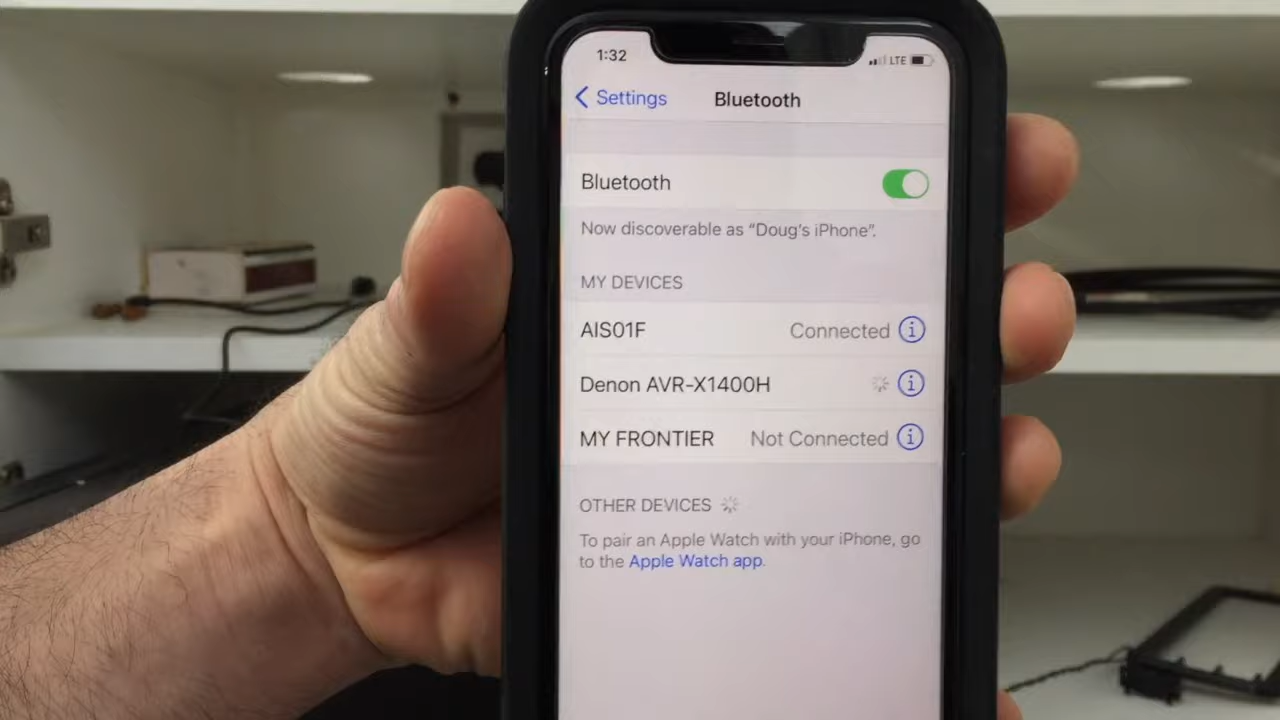 1:32 LTE
Settings Bluetooth
Bluetooth
Now discoverable as “Doug's iPhone”.
MY DEVICES
AIS01F Connected i
Denon AVR-X1400H i
MY FRONTIER Not Connected i
OTHER DEVICES
To pair an Apple Watch with your iPhone, go
to the Apple Watch app.